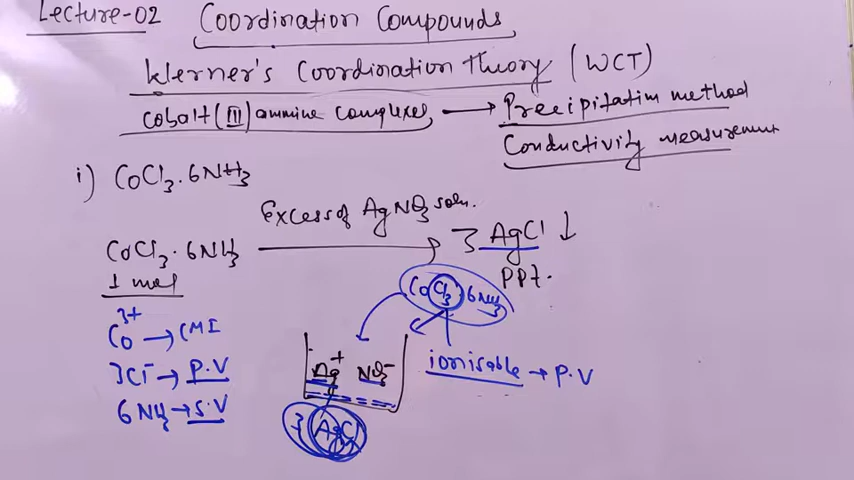 Lecture-02 Coordination Compounds
Werner's Coordination Theory (WCT)
cobalt(III) ammine complexes → Precipitation method
Conductivity measurement
i) CoCl₃·6NH₃
Excess of AgNO₃ soln.
CoCl₃·6NH₃ → 3 AgCl ↓
1 mol
PPt.
CoCl₃ 6NH₃
Co³⁺ → CMI
3Cl⁻ → P.V
6NH₃ → S.V
Ag⁺ NO₃⁻
ionisable → P.V
3 AgCl